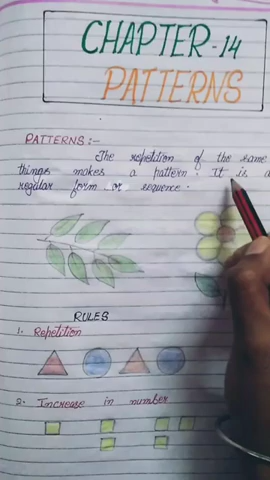 CHAPTER-14
PATTERNS
PATTERNS:-
The repetition of the same
things makes a pattern. It is a
regular form or sequence.
RULES
1. Repetition
2. Increase in number